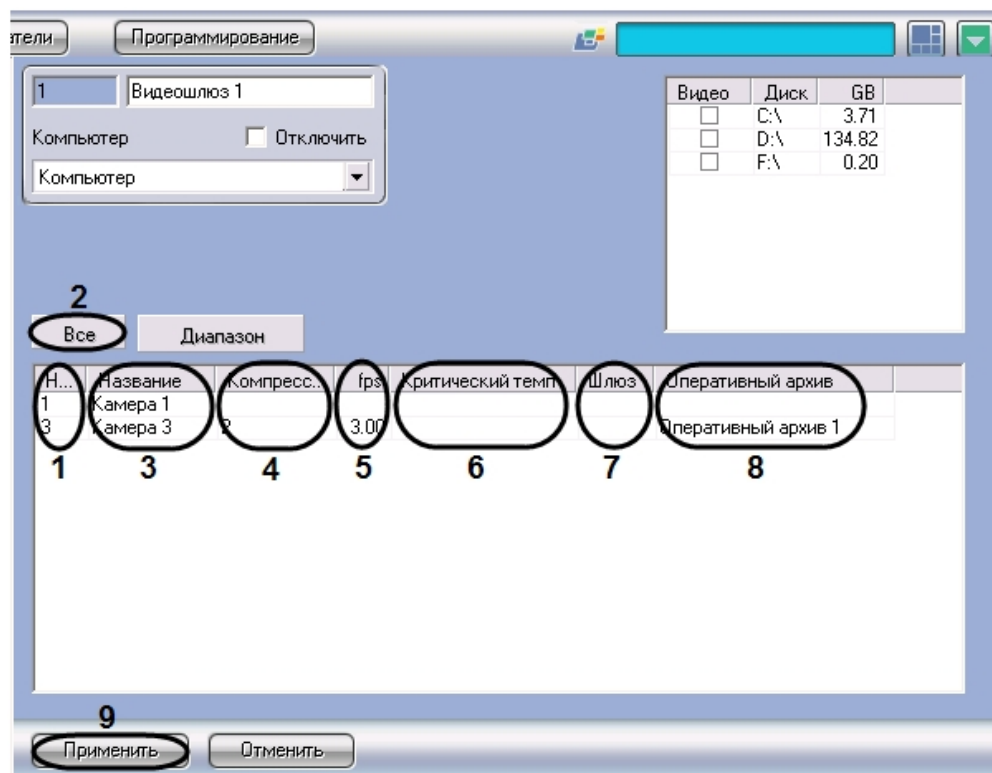 атели Программирование
1 Видеошлюз 1
Компьютер Отключить
Компьютер
Видео Диск GB
C:\ 3.71
D:\ 134.82
F:\ 0.20
2
Все Диапазон
Н... Название Компресс... fps Критический темп Шлюз Оперативный архив
1 Камера 1
3 Камера 3 2 3.00 Оперативный архив 1
1 3 4 5 6 7 8
9
Применить Отменить